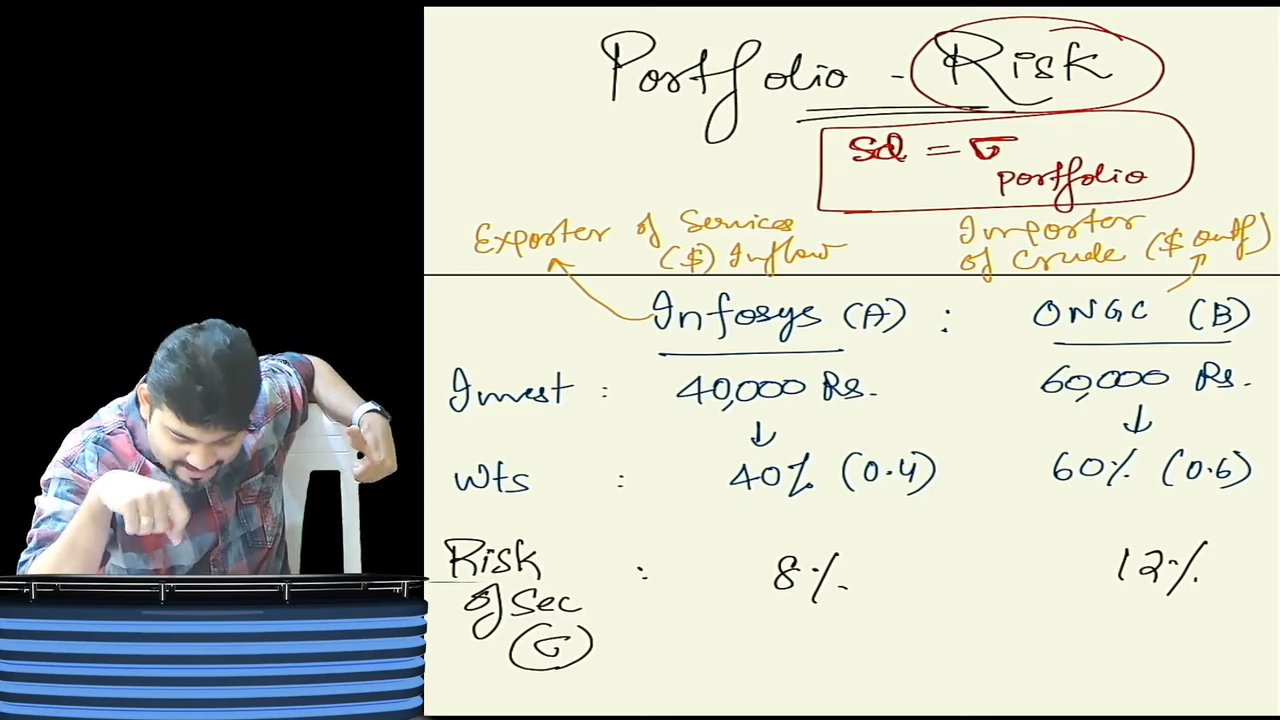 Portfolio - Risk
Sd = σ portfolio
Exporter of Services ($) Inflow
Importer of Crude ($ outf)
Infosys (A) : ONGC (B)
Invest : 40,000 Rs. 60,000 Rs.
↓ ↓
Wts : 40% (0.4) 60% (0.6)
Risk of Sec (σ) : 8% 12%